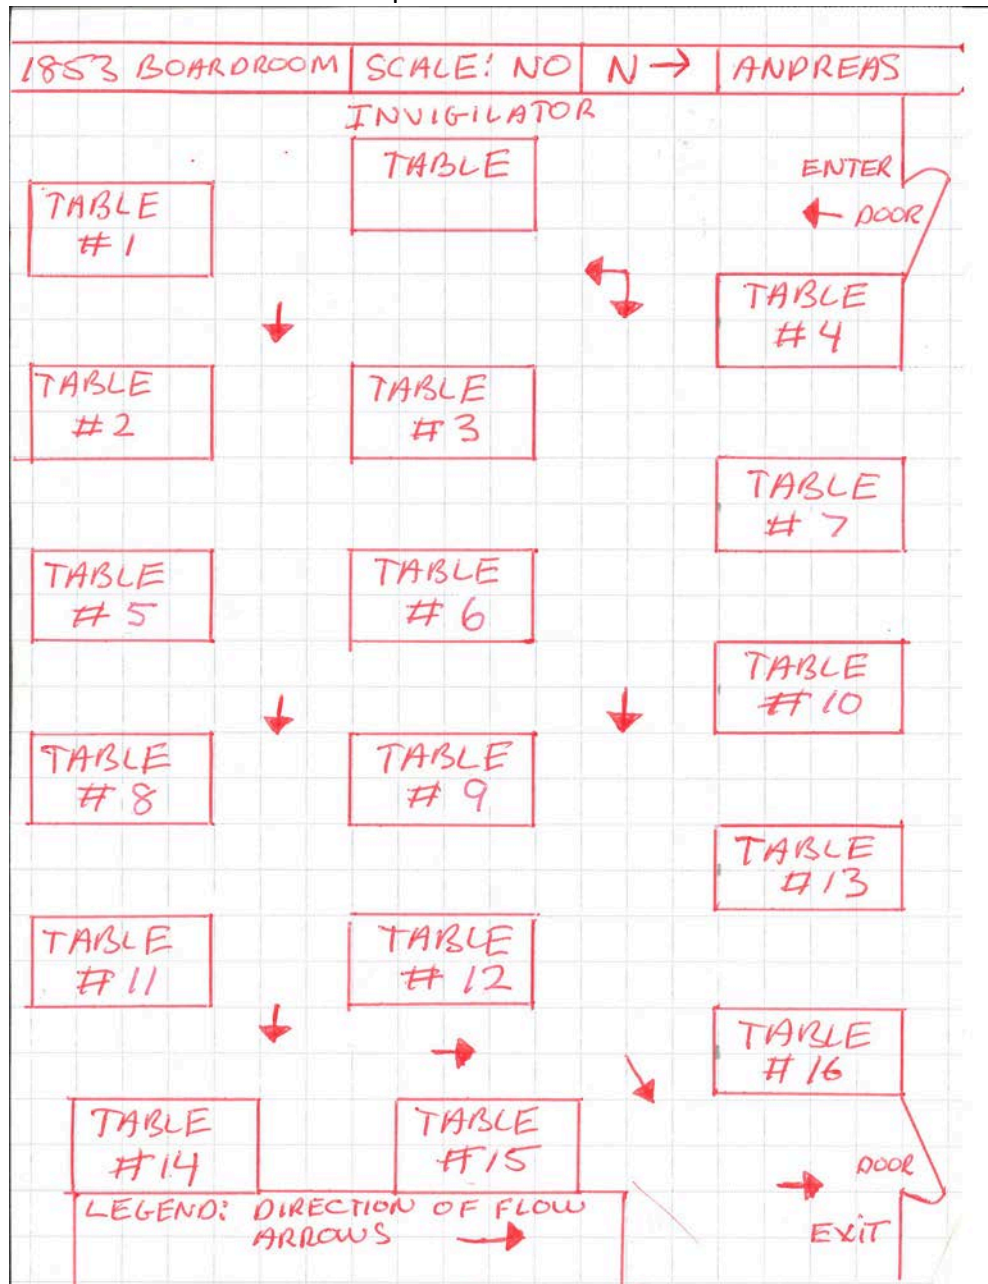 1853 BOARDROOM SCALE: NO N → ANDREAS
INVIGILATOR
TABLE
ENTER
← DOOR
TABLE
#1
TABLE
#4
TABLE
#2
TABLE
#3
TABLE
#7
TABLE
#5
TABLE
#6
TABLE
#10
TABLE
#8
TABLE
#9
TABLE
#13
TABLE
#11
TABLE
#12
TABLE
#16
TABLE
#14
TABLE
#15
DOOR
EXIT
LEGEND: DIRECTION OF FLOW
ARROWS →